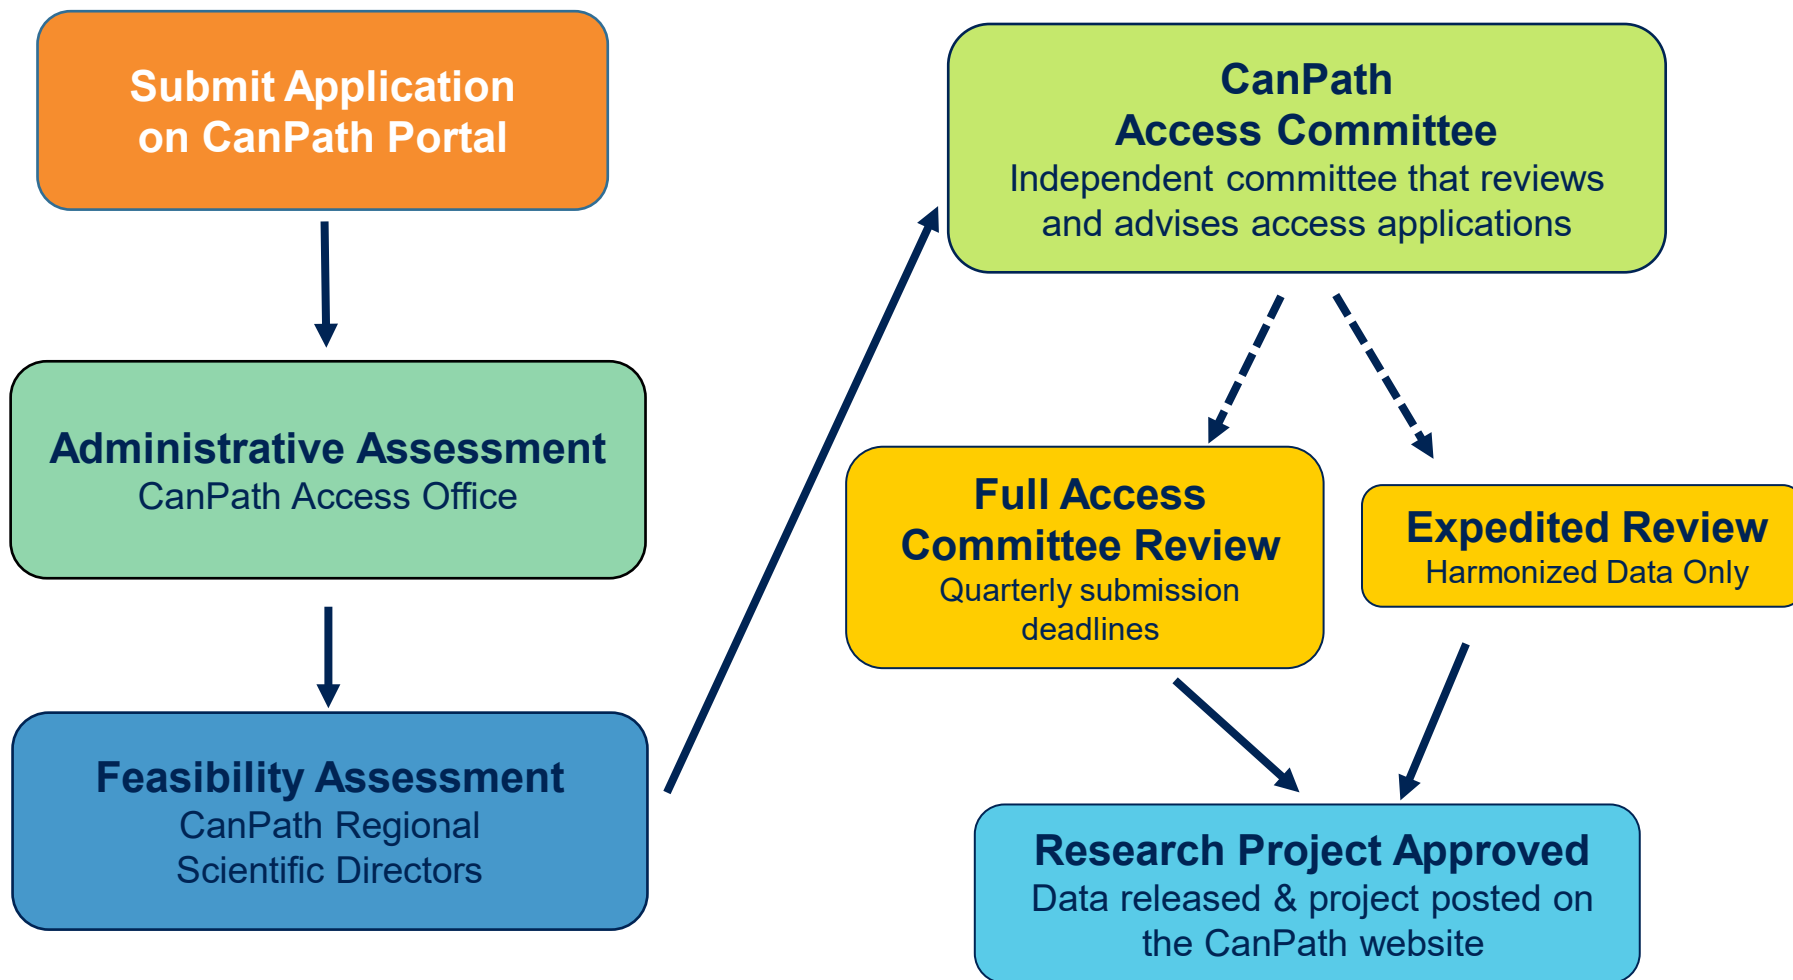 Submit Application
on CanPath Portal
Administrative Assessment
CanPath Access Office
Feasibility Assessment
CanPath Regional
Scientific Directors
CanPath
Access Committee
Independent committee that reviews
and advises access applications
Full Access
Committee Review
Quarterly submission
deadlines
Expedited Review
Harmonized Data Only
Research Project Approved
Data released & project posted on
the CanPath website